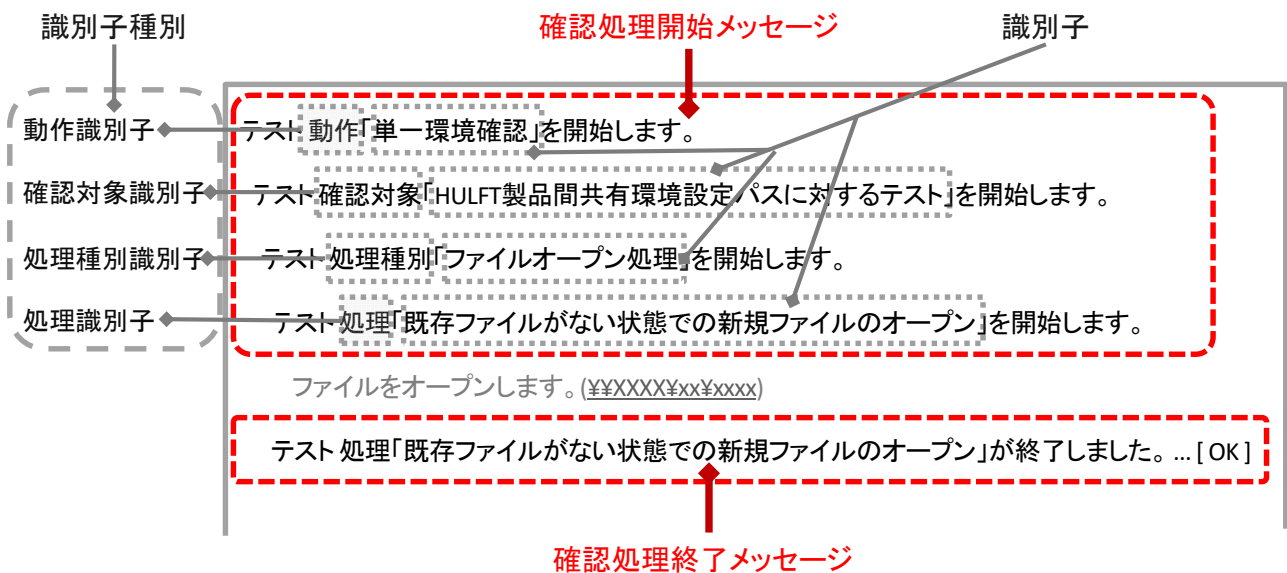 識別子種別
確認処理開始メッセージ
識別子
動作識別子
テスト 動作「単一環境確認」を開始します。
確認対象識別子
テスト 確認対象「HULFT製品間共有環境設定パスに対するテスト」を開始します。
処理種別識別子
テスト 処理種別「ファイルオープン処理」を開始します。
処理識別子
テスト 処理「既存ファイルがない状態での新規ファイルのオープン」を開始します。
ファイルをオープンします。(¥¥XXXX¥xx¥xxxx)
テスト 処理「既存ファイルがない状態での新規ファイルのオープン」が終了しました。 ... [ OK ]
確認処理終了メッセージ